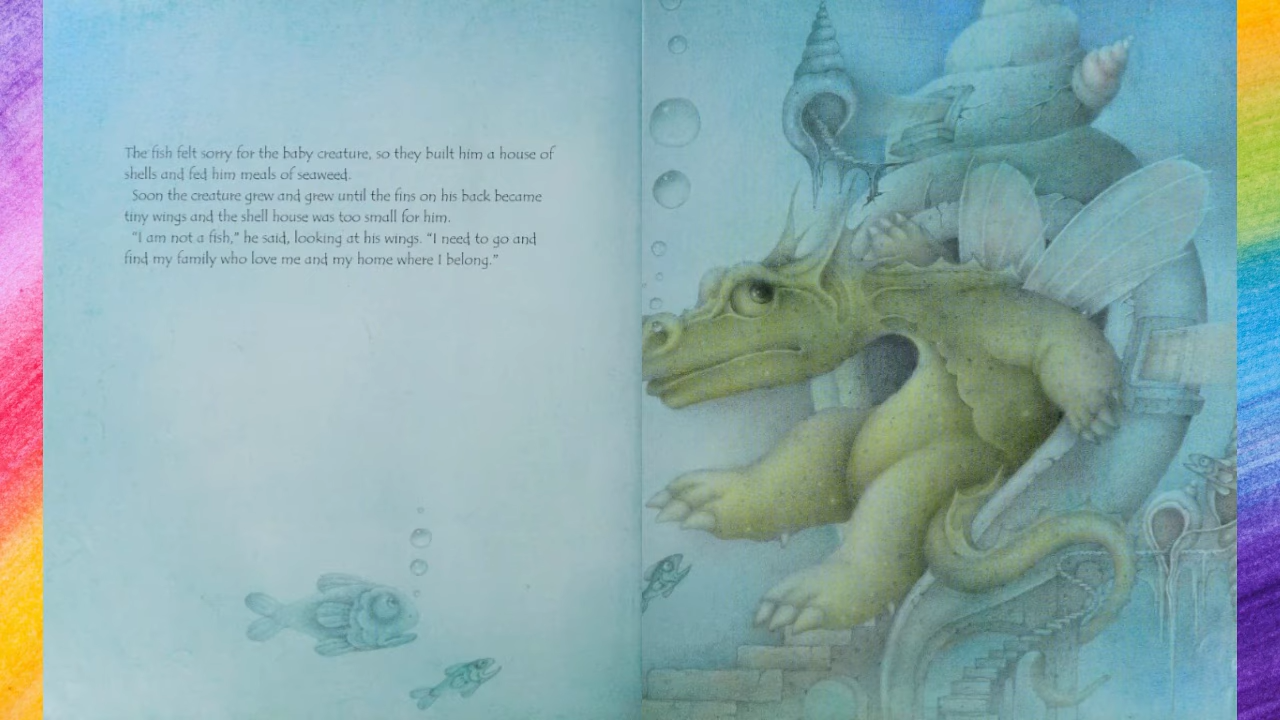 The fish felt sorry for the baby creature, so they built him a house of
shells and fed him meals of seaweed.
Soon the creature grew and grew until the fins on his back became
tiny wings and the shell house was too small for him.
“I am not a fish,” he said, looking at his wings. “I need to go and
find my family who love me and my home where I belong.”